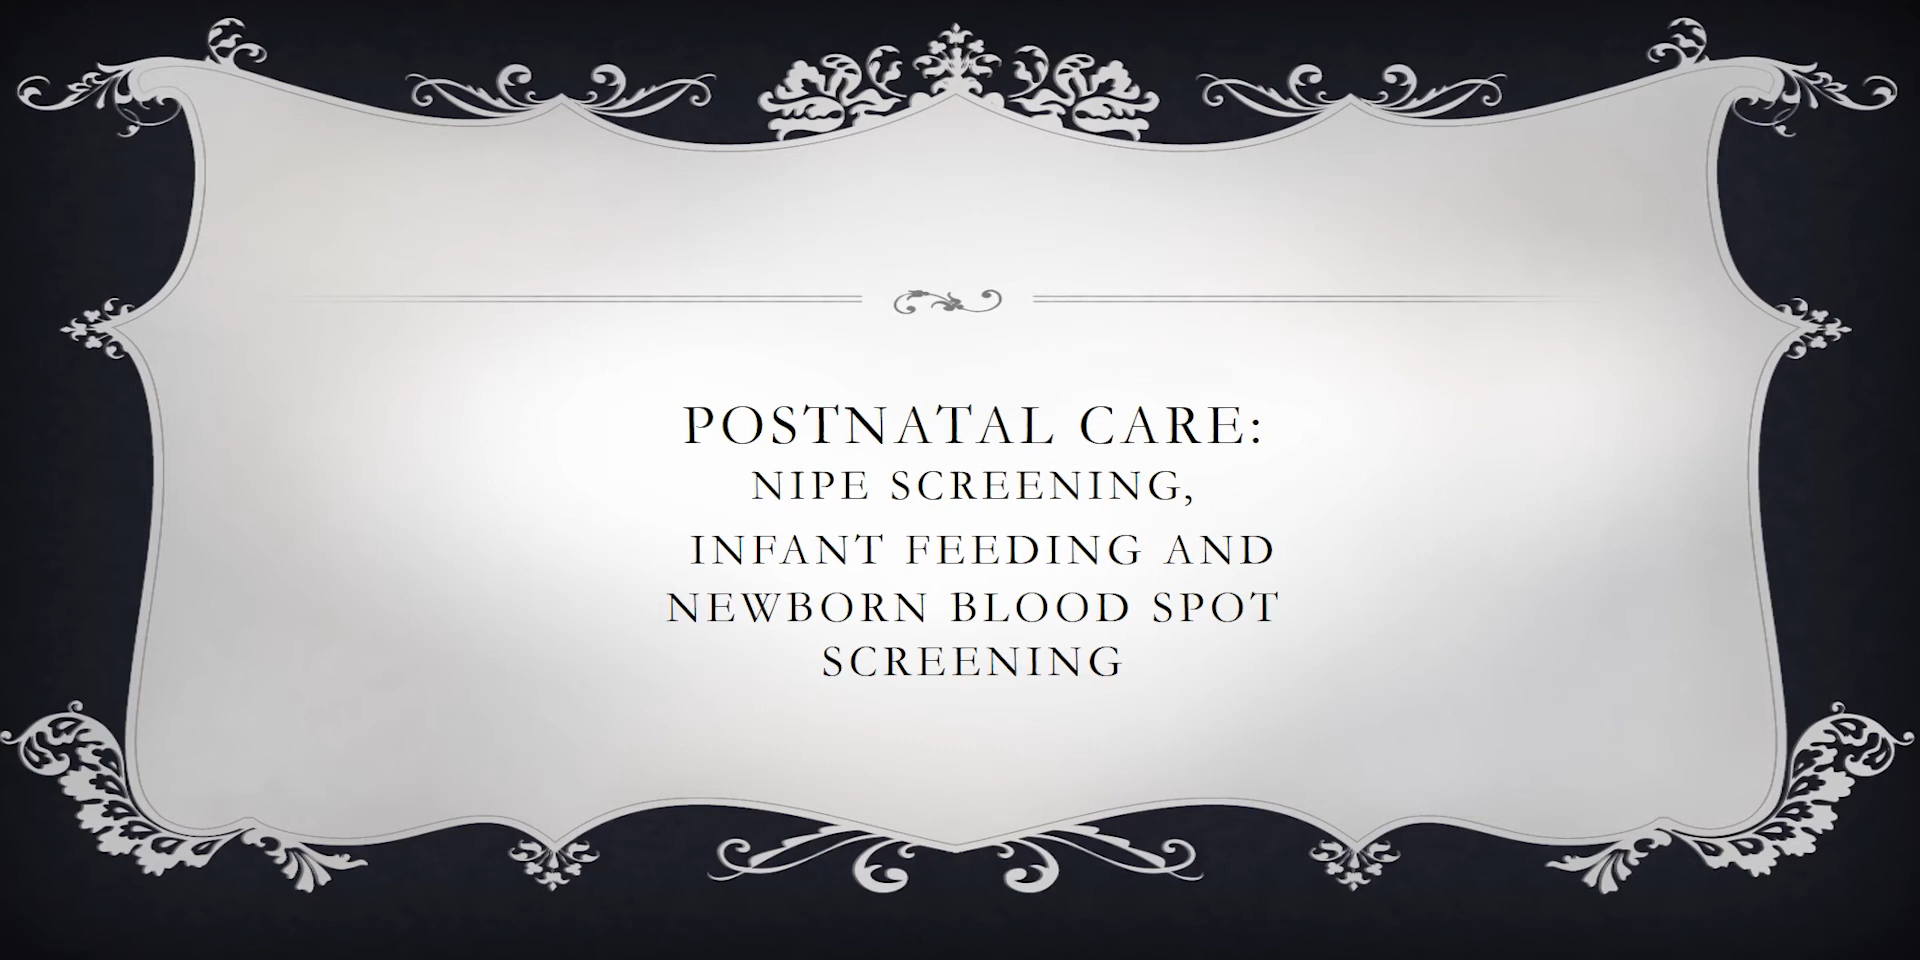 POSTNATAL CARE:
NIPE SCREENING,
INFANT FEEDING AND
NEWBORN BLOOD SPOT
SCREENING